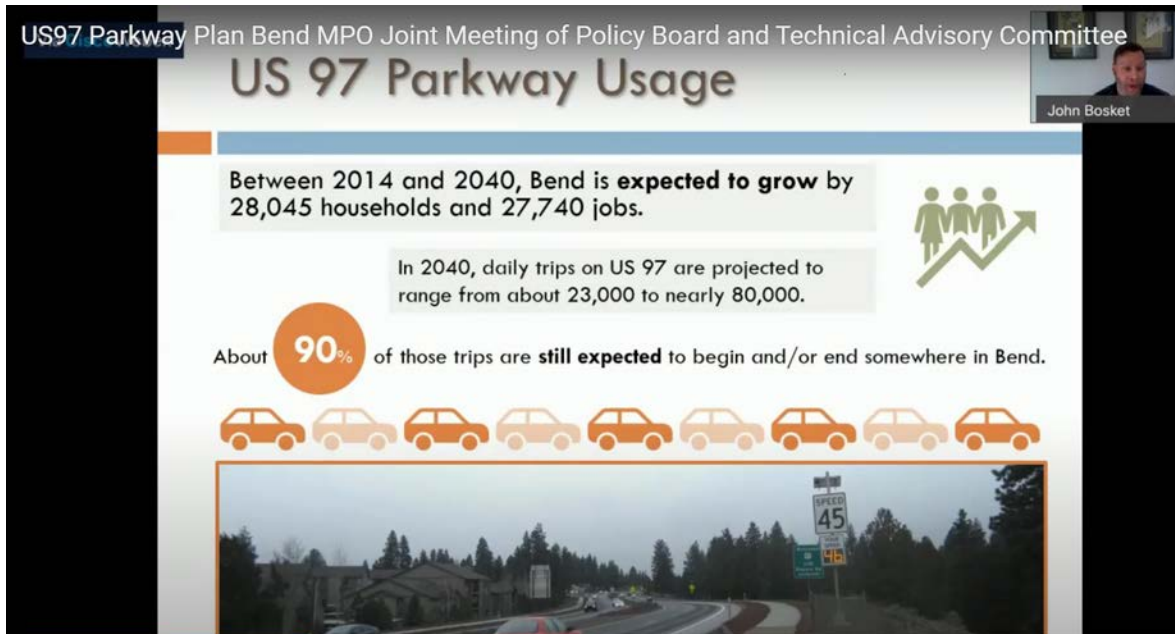 US97 Parkway Plan Bend MPO Joint Meeting of Policy Board and Technical Advisory Committee
US 97 Parkway Usage
John Bosket
Between 2014 and 2040, Bend is expected to grow by
28,045 households and 27,740 jobs.
In 2040, daily trips on US 97 are projected to
range from about 23,000 to nearly 80,000.
About 90% of those trips are still expected to begin and/or end somewhere in Bend.
SPEED
45
YOUR SPEED
46